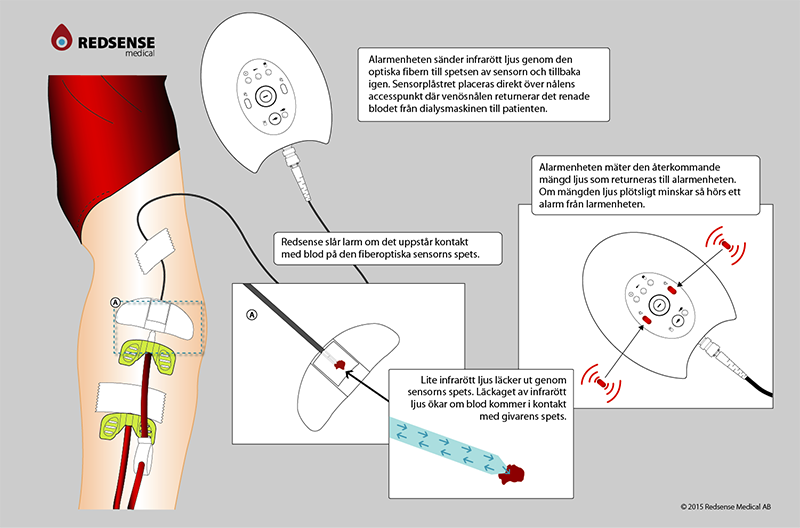 REDSENSE
medical
Alarmenheten sänder infrarött ljus genom den
optiska fibern till spetsen av sensorn och tillbaka
igen. Sensorplåstret placeras direkt över nålens
accesspunkt där venösnålen returnerar det renade
blodet från dialysmaskinen till patienten.
Alarmenheten mäter den återkommande
mängd ljus som returneras till alarmenheten.
Om mängden ljus plötsligt minskar så hörs ett
alarm från larmenheten.
Redsense slår larm om det uppstår kontakt
med blod på den fiberoptiska sensorns spets.
A
A
Lite infrarött ljus läcker ut genom
sensorns spets. Läckaget av infrarött
ljus ökar om blod kommer i kontakt
med givarens spets.
© 2015 Redsense Medical AB